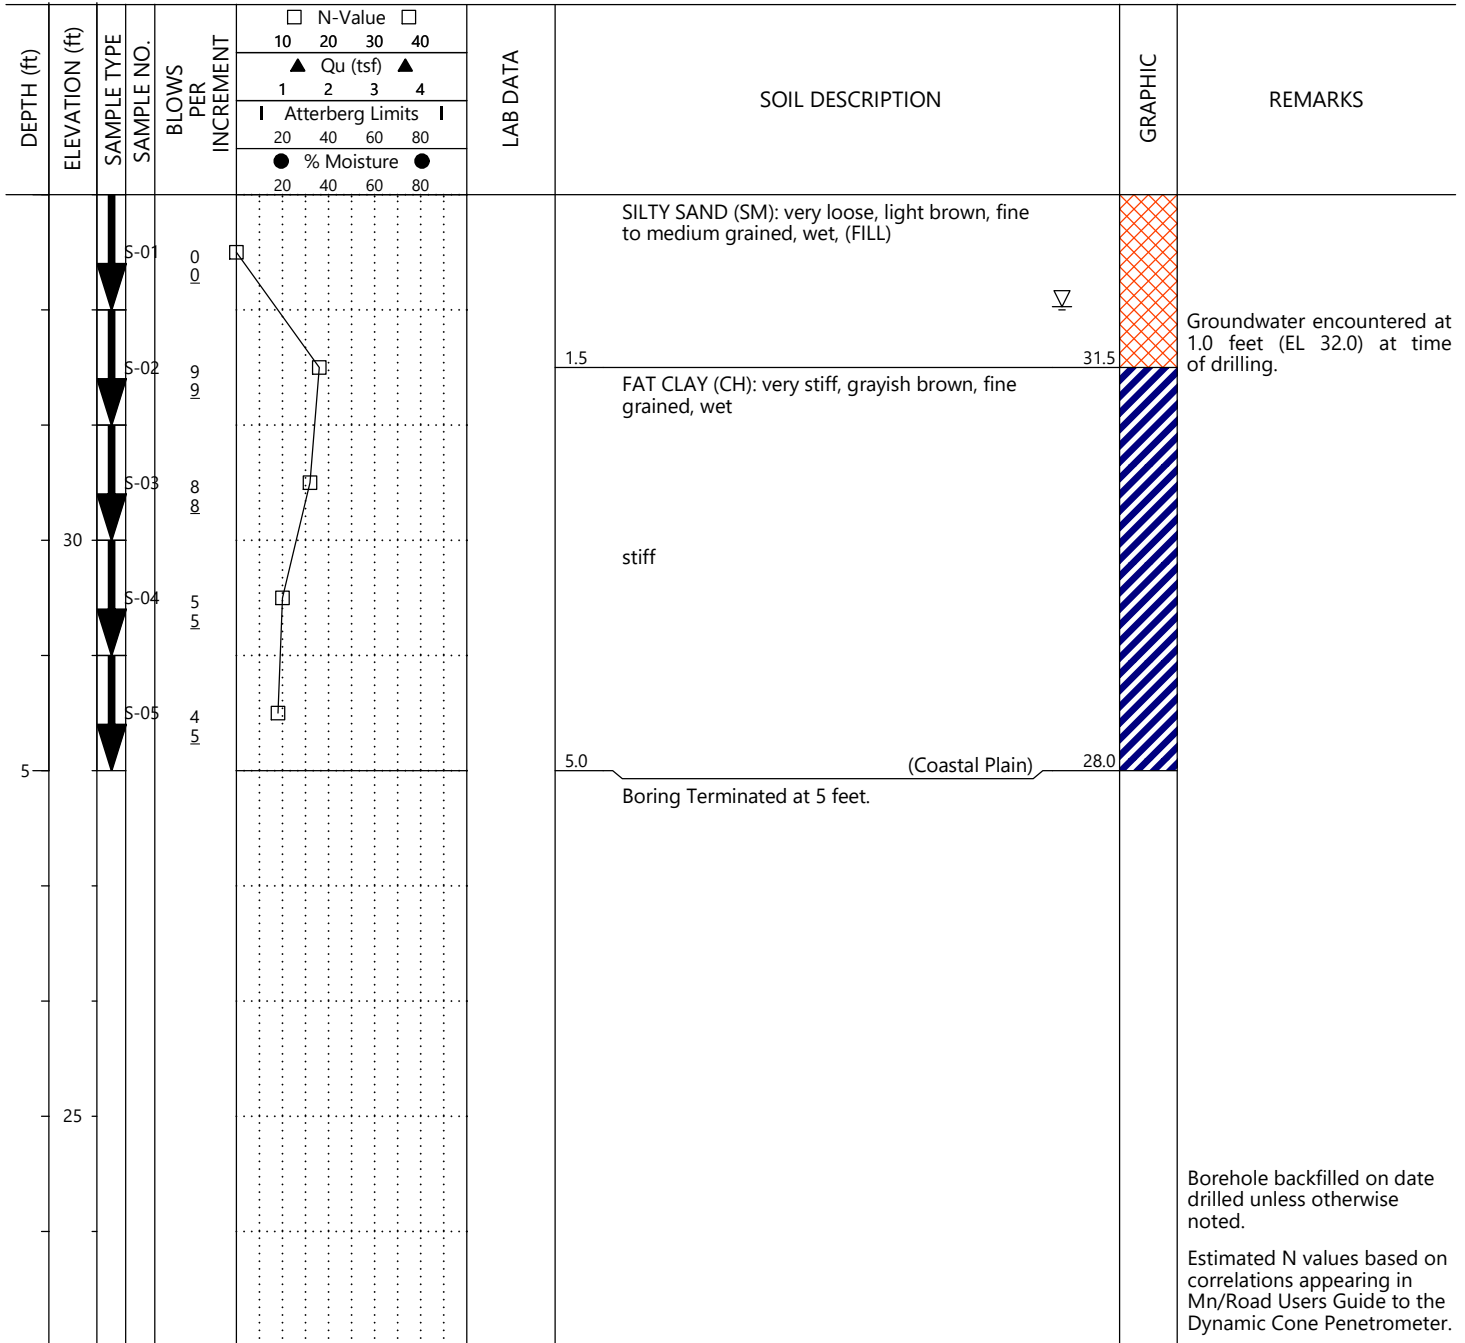 DEPTH (ft)
ELEVATION (ft)
SAMPLE TYPE
SAMPLE NO.
BLOWS
PER
INCREMENT
N-Value
10 20 30 40
Qu (tsf)
1 2 3 4
Atterberg Limits
20 40 60 80
% Moisture
20 40 60 80
LAB DATA
SOIL DESCRIPTION
GRAPHIC
REMARKS
SILTY SAND (SM): very loose, light brown, fine
to medium grained, wet, (FILL)
S-01
0
0
Groundwater encountered at
1.0 feet (EL 32.0) at time
of drilling.
1.5 31.5
S-02
9
9
FAT CLAY (CH): very stiff, grayish brown, fine
grained, wet
S-03
8
8
30
stiff
S-04
5
5
S-05
4
5
5
5.0 (Coastal Plain) 28.0
Boring Terminated at 5 feet.
25
Borehole backfilled on date
drilled unless otherwise
noted.
Estimated N values based on
correlations appearing in
Mn/Road Users Guide to the
Dynamic Cone Penetrometer.